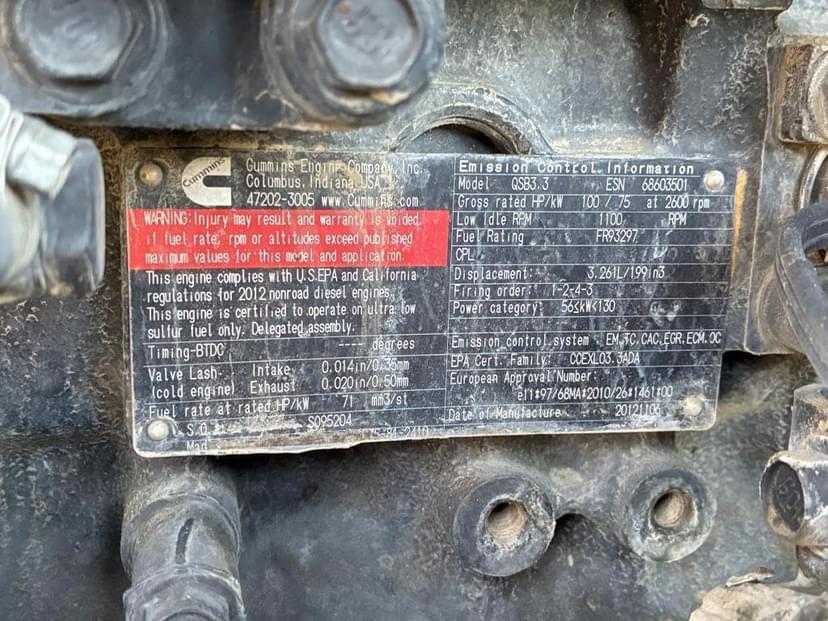 Cummins
Cummins Engine Company, Inc.
Columbus, Indiana USA
47202-3005 www.Cummins.com
WARNING: Injury may result and warranty is voided
if fuel rate, rpm or altitudes exceed published
maximum values for this model and application.
This engine complies with U.S.EPA and California
regulations for 2012 nonroad diesel engines.
This engine is certified to operate on ultra low
sulfur fuel only. Delegated assembly.
Timing-BTDC ---- degrees
Valve Lash- Intake 0.014in/0.35mm
(cold engine) Exhaust 0.020in/0.50mm
Fuel rate at rated HP/kW 71 mm3/st
S.O. S095204
Mad
Emission Control Information
Model QSB3.3 ESN 68603501
Gross rated HP/kW 100 / 75 at 2600 rpm
Low Idle RPM 1100 RPM
Fuel Rating FR93297
CPL
Displacement: 3.261L/199in3
Firing order: 1-2-4-3
Power category: 56≤kW<130
Emission control system : EM,TC,CAC,EGR,ECM,OC
EPA Cert. Family: CCEXL03.3ADA
European Approval Number:
e11*97/68MA*2010/26*1461*00
Date of Manufacture 20121106